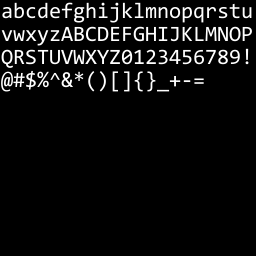 abcdefghijklmnopqrstu
vwxyzABCDEFGHIJKLMNOP
QRSTUVWXYZ0123456789!
@#$%^&*()[]{}_+-=